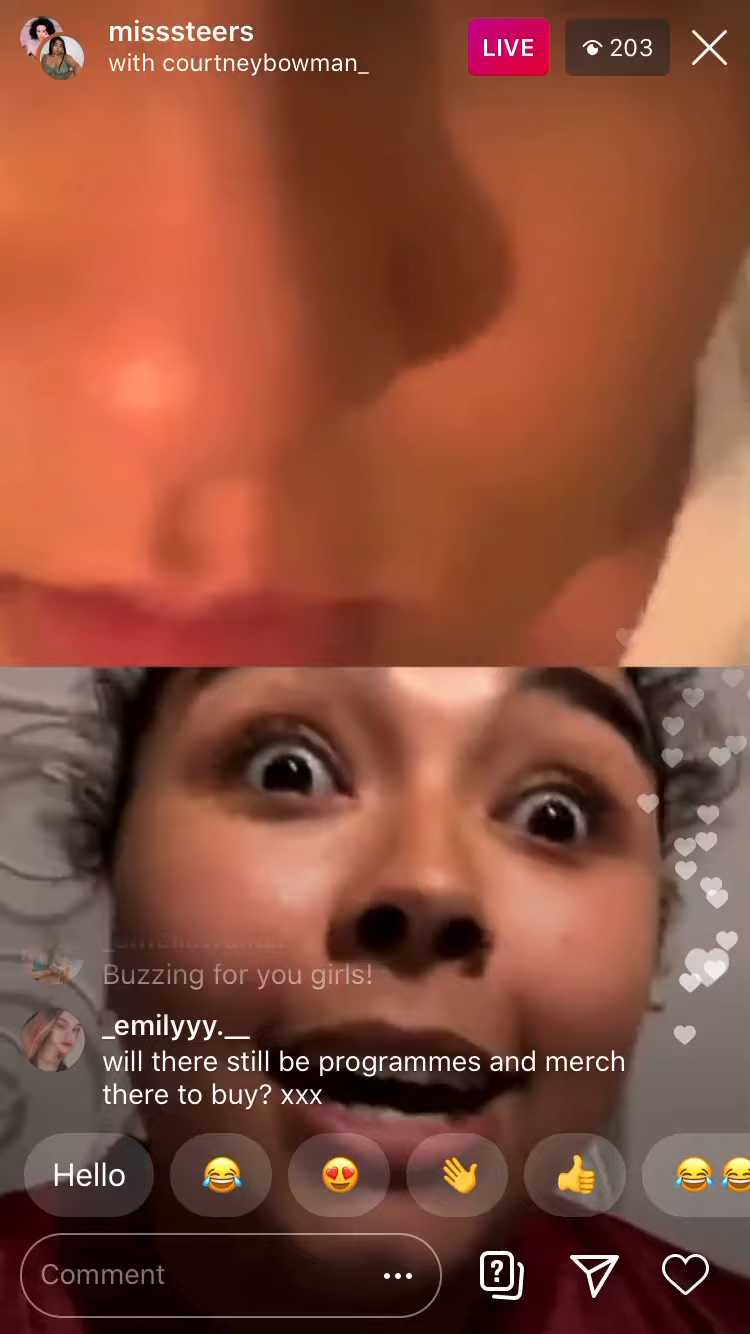 misssteers
with courtneybowman_
LIVE
203
Buzzing for you girls!
_emilyyy.__
will there still be programmes and merch
there to buy? xxx
Hello
Comment